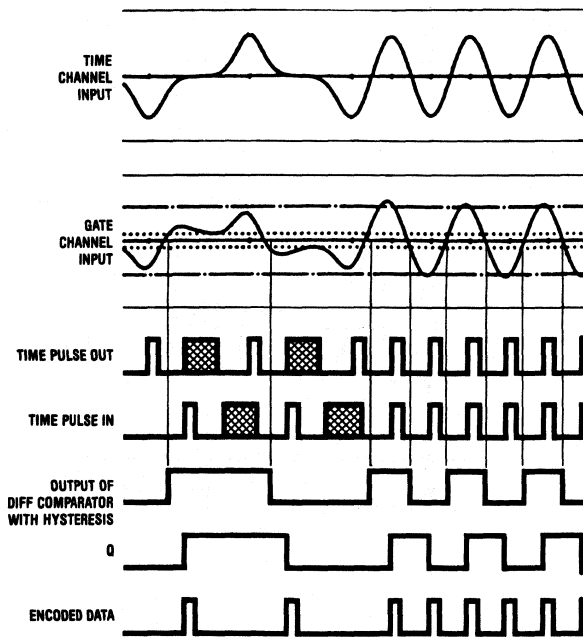 TIME
CHANNEL
INPUT
GATE
CHANNEL
INPUT
TIME PULSE OUT
TIME PULSE IN
OUTPUT OF
DIFF COMPARATOR
WITH HYSTERESIS
Q
ENCODED DATA